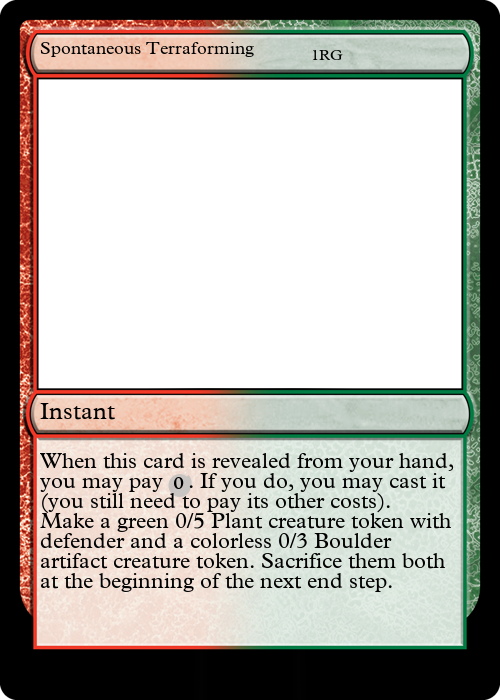 Spontaneous Terraforming 1RG
Instant
When this card is revealed from your hand,
you may pay 0. If you do, you may cast it
(you still need to pay its other costs).
Make a green 0/5 Plant creature token with
defender and a colorless 0/3 Boulder
artifact creature token. Sacrifice them both
at the beginning of the next end step.